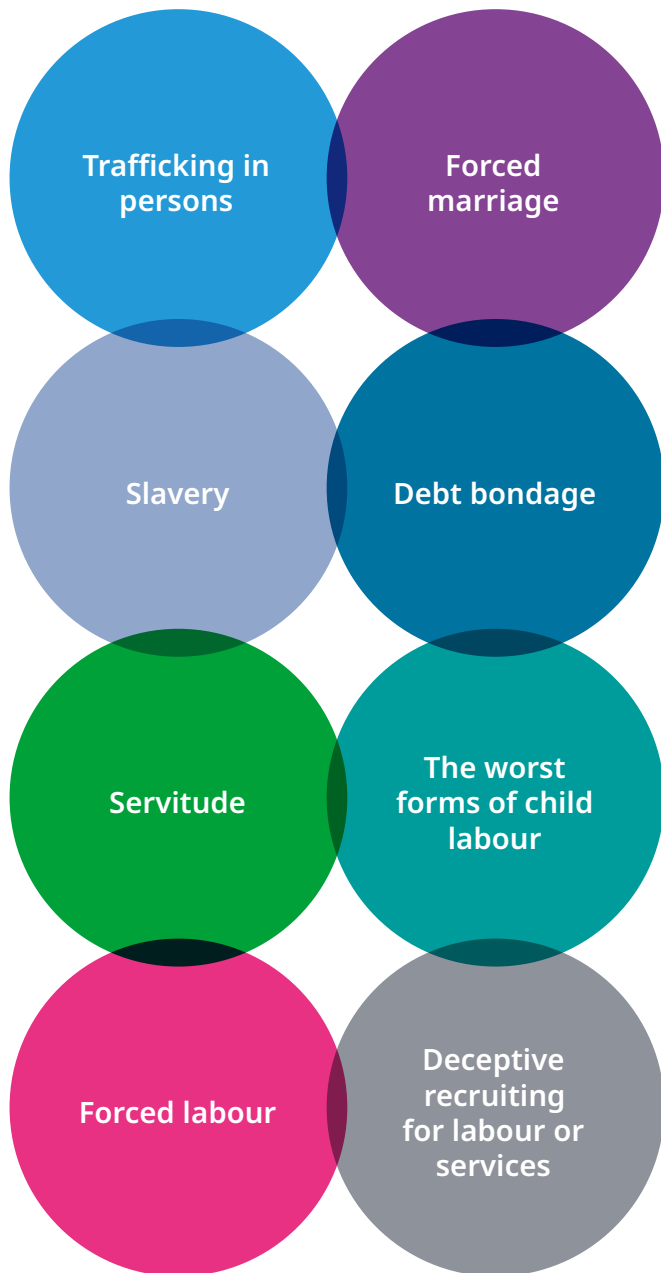 Trafficking in
persons
Forced
marriage
Slavery
Debt bondage
Servitude
The worst
forms of child
labour
Forced labour
Deceptive
recruiting
for labour or
services